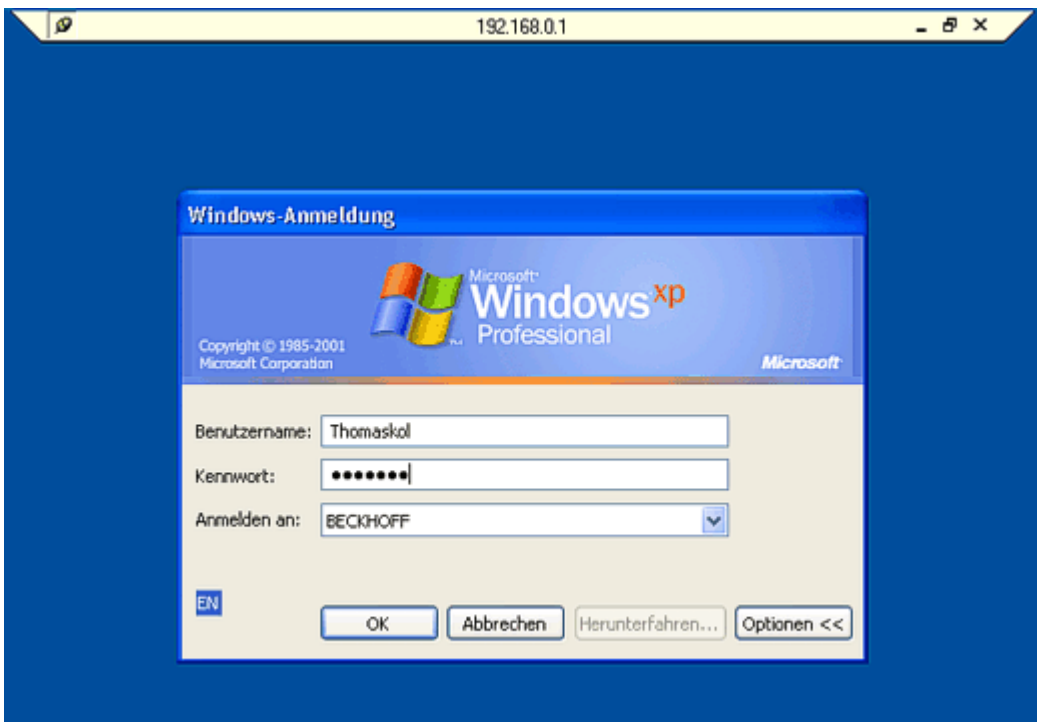 192.168.0.1
Windows-Anmeldung
Microsoft
Windows xp
Professional
Copyright © 1985-2001
Microsoft Corporation
Microsoft
Benutzername: Thomaskol
Kennwort: •••••••
Anmelden an: BECKHOFF
EN
OK Abbrechen Herunterfahren... Optionen <<